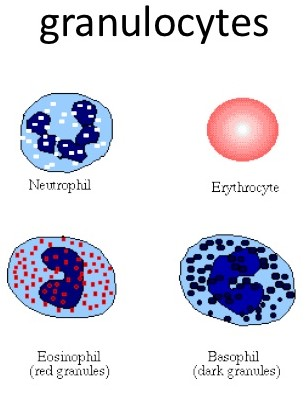 granulocytes
Neutrophil
Erythrocyte
Eosinophil
(red granules)
Basophil
(dark granules)